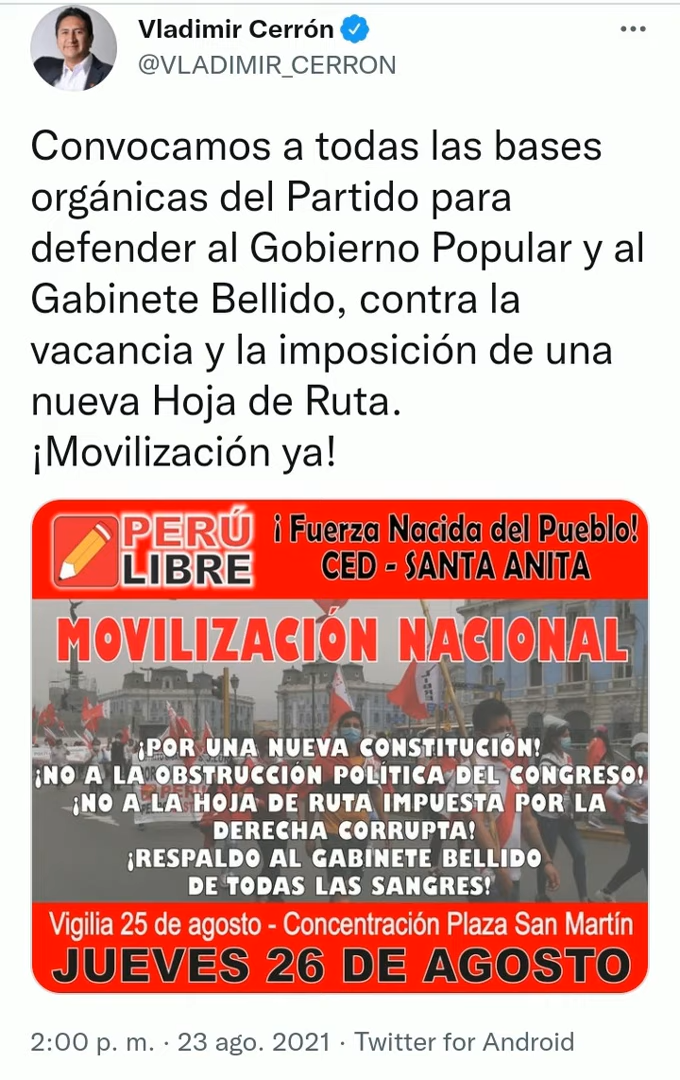 Vladimir Cerrón
@VLADIMIR_CERRON
Convocamos a todas las bases
orgánicas del Partido para
defender al Gobierno Popular y al
Gabinete Bellido, contra la
vacancia y la imposición de una
nueva Hoja de Ruta.
¡Movilización ya!
PERÚ
LIBRE
¡Fuerza Nacida del Pueblo!
CED - SANTA ANITA
MOVILIZACIÓN NACIONAL
¡POR UNA NUEVA CONSTITUCIÓN!
¡NO A LA OBSTRUCCIÓN POLÍTICA DEL CONGRESO!
¡NO A LA HOJA DE RUTA IMPUESTA POR LA
DERECHA CORRUPTA!
¡RESPALDO AL GABINETE BELLIDO
DE TODAS LAS SANGRES!
Vigilia 25 de agosto - Concentración Plaza San Martín
JUEVES 26 DE AGOSTO
2:00 p. m. · 23 ago. 2021 · Twitter for Android